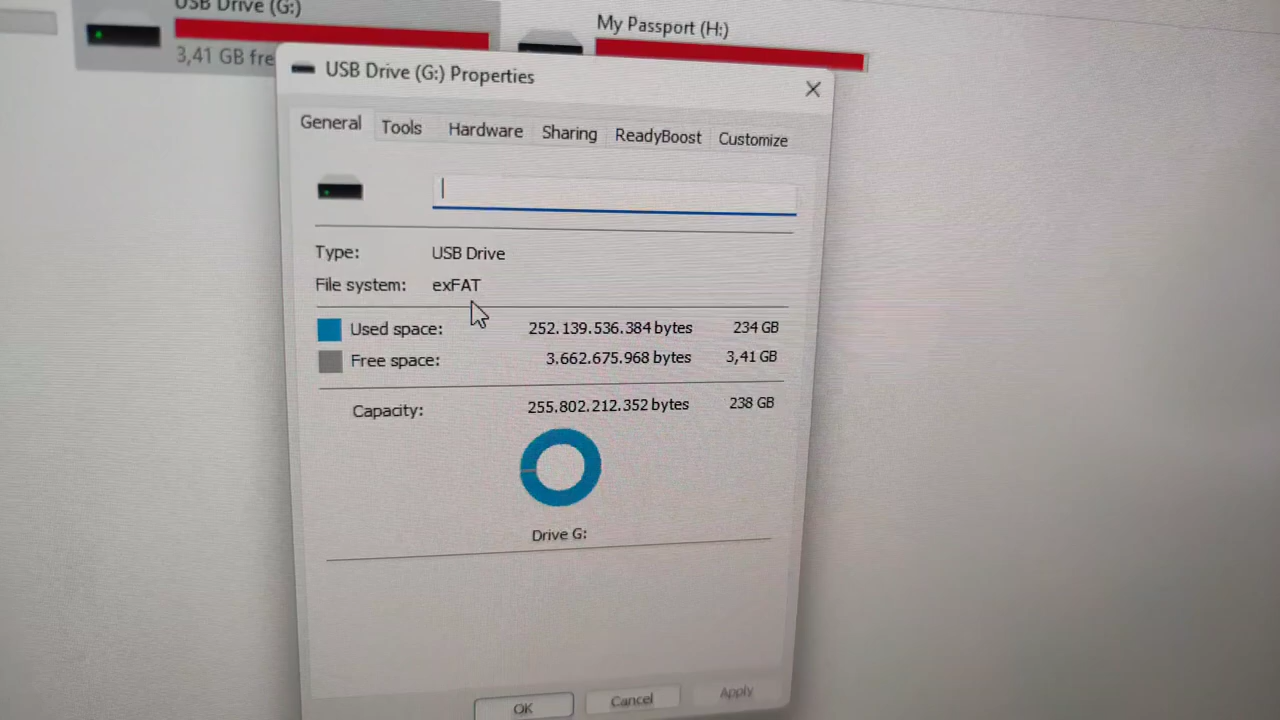 USB Drive (G:)
My Passport (H:)
3,41 GB fre
USB Drive (G:) Properties
General Tools Hardware Sharing ReadyBoost Customize
Type: USB Drive
File system: exFAT
Used space: 252.139.536.384 bytes 234 GB
Free space: 3.662.675.968 bytes 3,41 GB
Capacity: 255.802.212.352 bytes 238 GB
Drive G:
OK Cancel Apply